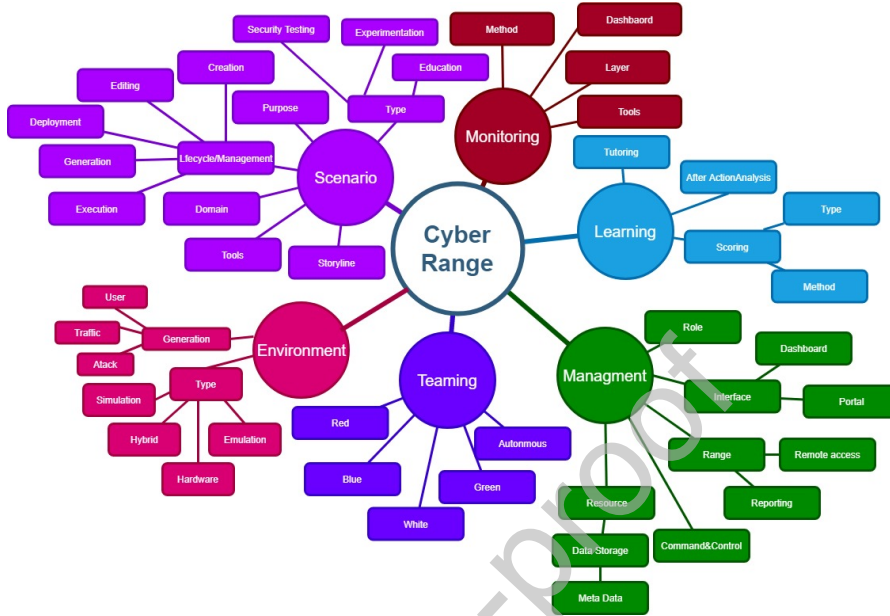 Security Testing
Experimentation
Education
Creation
Editing
Purpose
Type
Deployment
Lfecycle/Management
Generation
Scenario
Execution
Domain
Tools
Storyline
Method
Dashbaord
Layer
Tools
Monitoring
Cyber
Range
Tutoring
After ActionAnalysis
Type
Learning
Scoring
Method
User
Traffic
Generation
Atack
Environment
Type
Simulation
Hybrid
Emulation
Hardware
Teaming
Red
Autonmous
Blue
Green
White
Role
Dashboard
Managment
Interface
Portal
Range
Remote access
Reporting
Resource
Data Storage
Command&Control
Meta Data
-proof